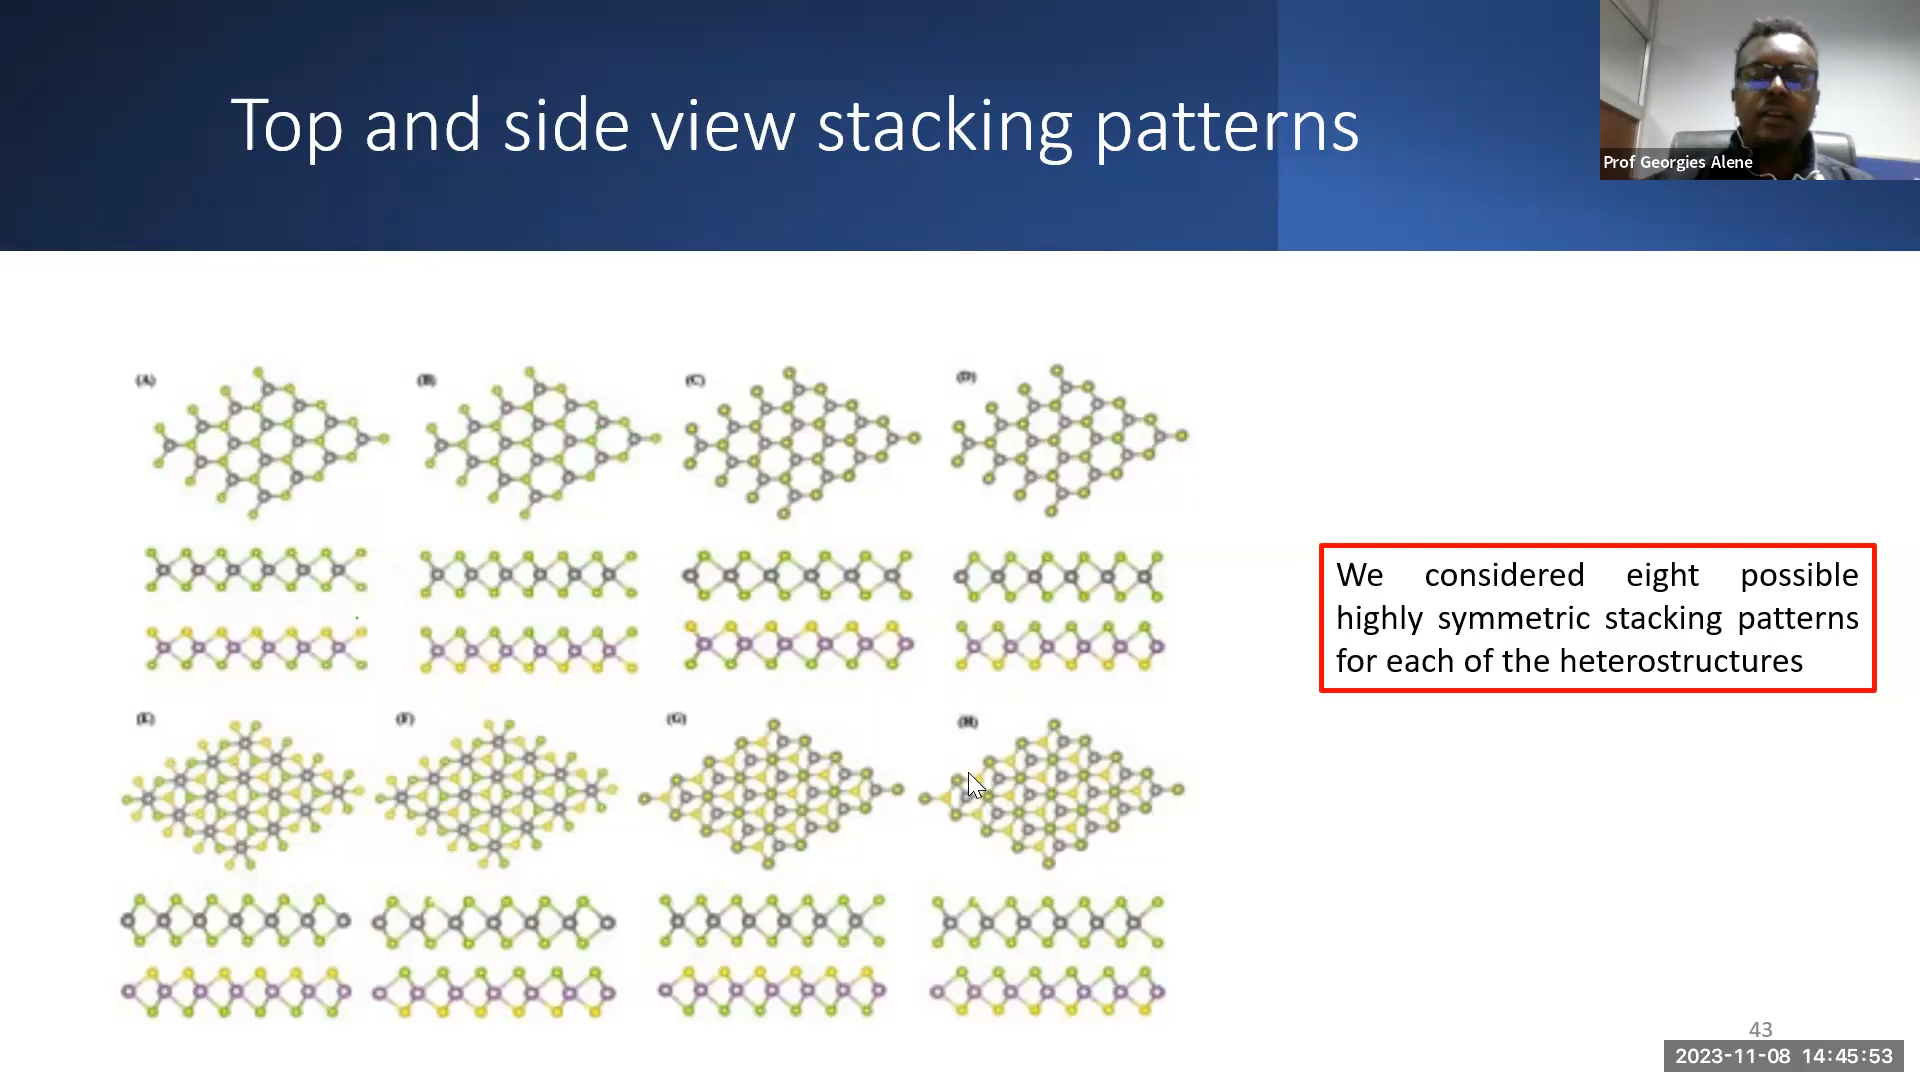 Top and side view stacking patterns
Prof Georgies Alene
(A)
(B)
(C)
(D)
We considered eight possible
highly symmetric stacking patterns
for each of the heterostructures
(E)
(F)
(G)
(H)
43
2023-11-08 14:45:53